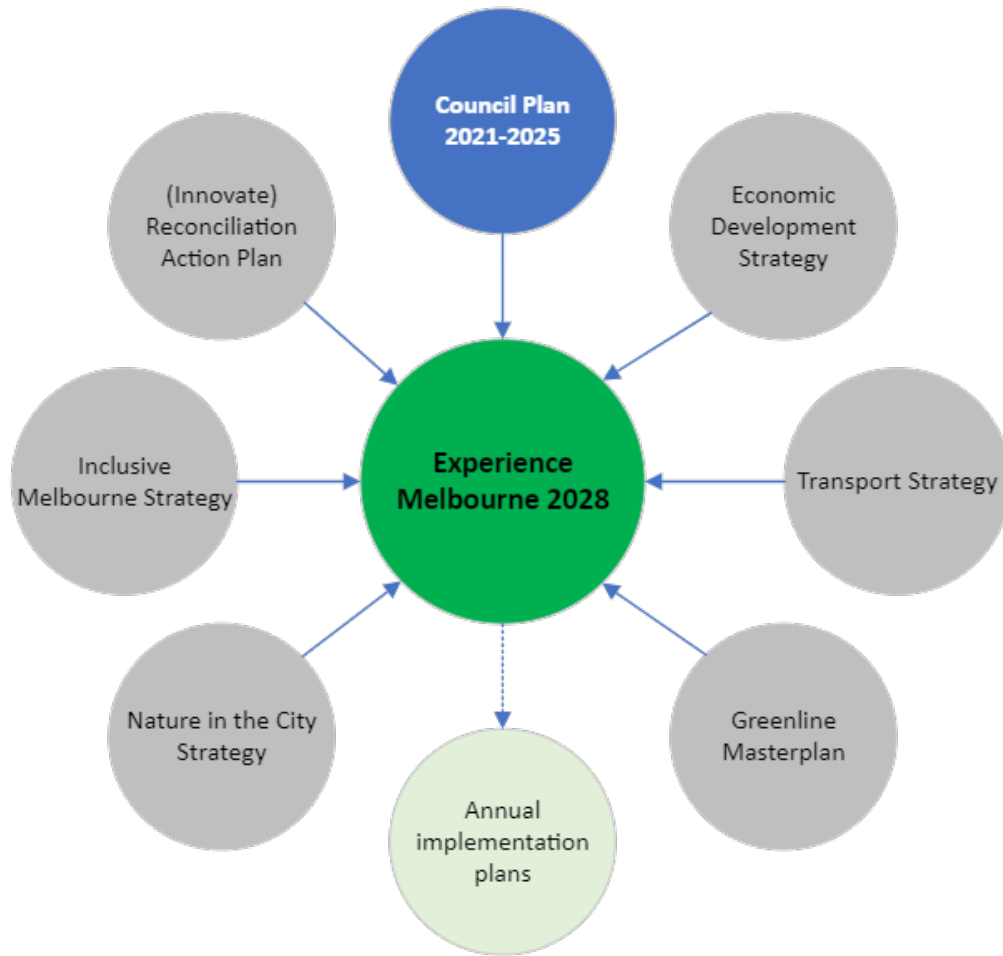 Council Plan
2021-2025
(Innovate)
Reconciliation
Action Plan
Economic
Development
Strategy
Inclusive
Melbourne Strategy
Experience
Melbourne 2028
Transport Strategy
Nature in the City
Strategy
Greenline
Masterplan
Annual
implementation
plans